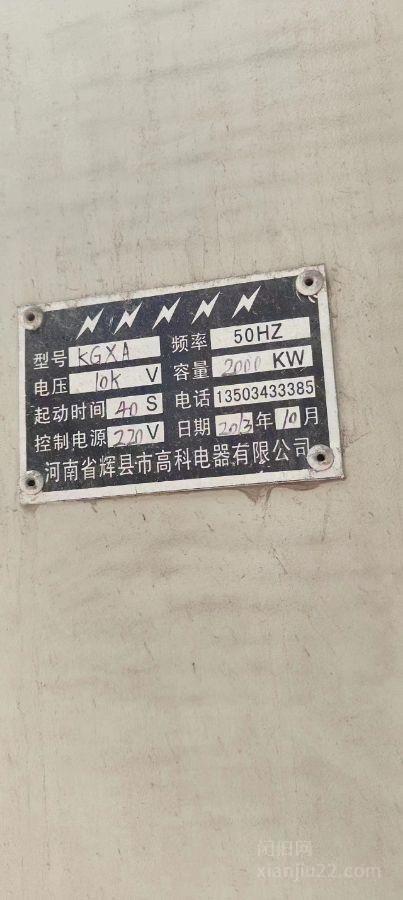 型号 KGXA 频率 50HZ
电压 10K V 容量 2000 KW
起动时间 40 S 电话 13503433385
控制电源 220 V 日期 2013 年 10 月
河南省辉县市高科电器有限公司
闲旧网
xianjiu22.com